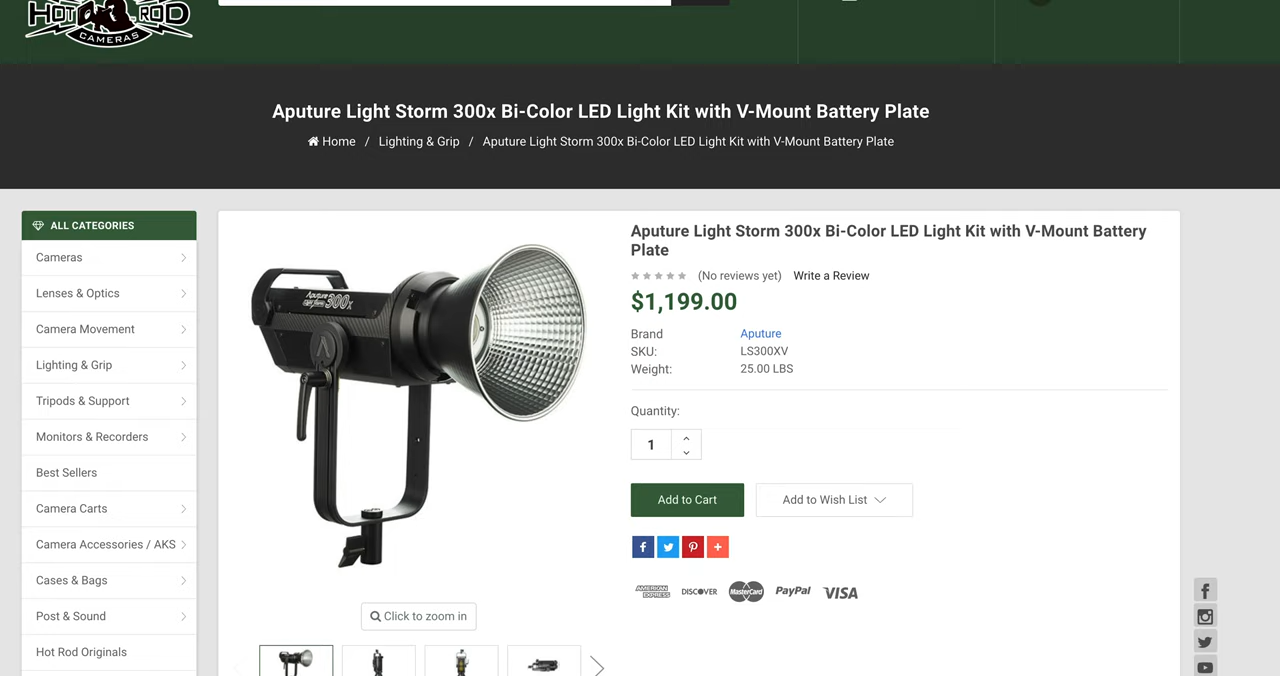 HOT ROD
CAMERAS
Aputure Light Storm 300x Bi-Color LED Light Kit with V-Mount Battery Plate
Home / Lighting & Grip / Aputure Light Storm 300x Bi-Color LED Light Kit with V-Mount Battery Plate
ALL CATEGORIES
Cameras
Lenses & Optics
Camera Movement
Lighting & Grip
Tripods & Support
Monitors & Recorders
Best Sellers
Camera Carts
Camera Accessories / AKS
Cases & Bags
Post & Sound
Hot Rod Originals
Aputure
300x
Click to zoom in
Aputure Light Storm 300x Bi-Color LED Light Kit with V-Mount Battery
Plate
(No reviews yet) Write a Review
$1,199.00
Brand Aputure
SKU: LS300XV
Weight: 25.00 LBS
Quantity:
1
Add to Cart Add to Wish List
AMERICAN EXPRESS DISCOVER MasterCard PayPal VISA